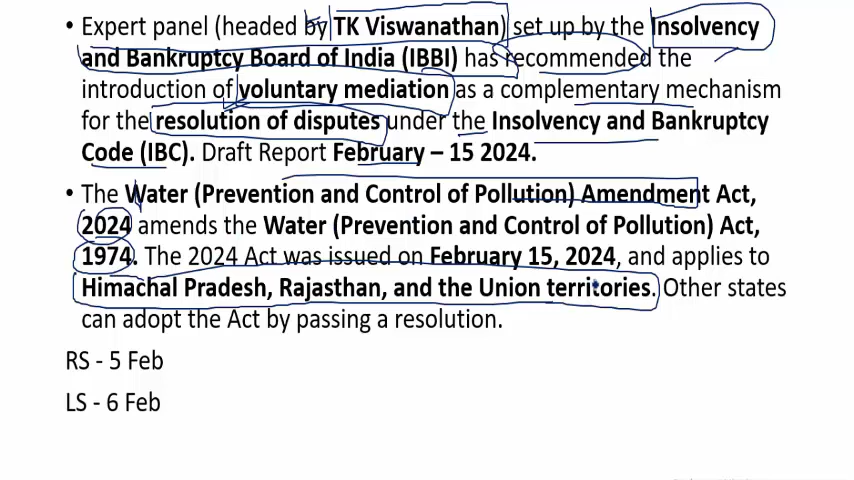 • Expert panel (headed by TK Viswanathan) set up by the Insolvency
and Bankruptcy Board of India (IBBI) has recommended the
introduction of voluntary mediation as a complementary mechanism
for the resolution of disputes under the Insolvency and Bankruptcy
Code (IBC). Draft Report February – 15 2024.
• The Water (Prevention and Control of Pollution) Amendment Act,
2024 amends the Water (Prevention and Control of Pollution) Act,
1974. The 2024 Act was issued on February 15, 2024, and applies to
Himachal Pradesh, Rajasthan, and the Union territories. Other states
can adopt the Act by passing a resolution.
RS - 5 Feb
LS - 6 Feb